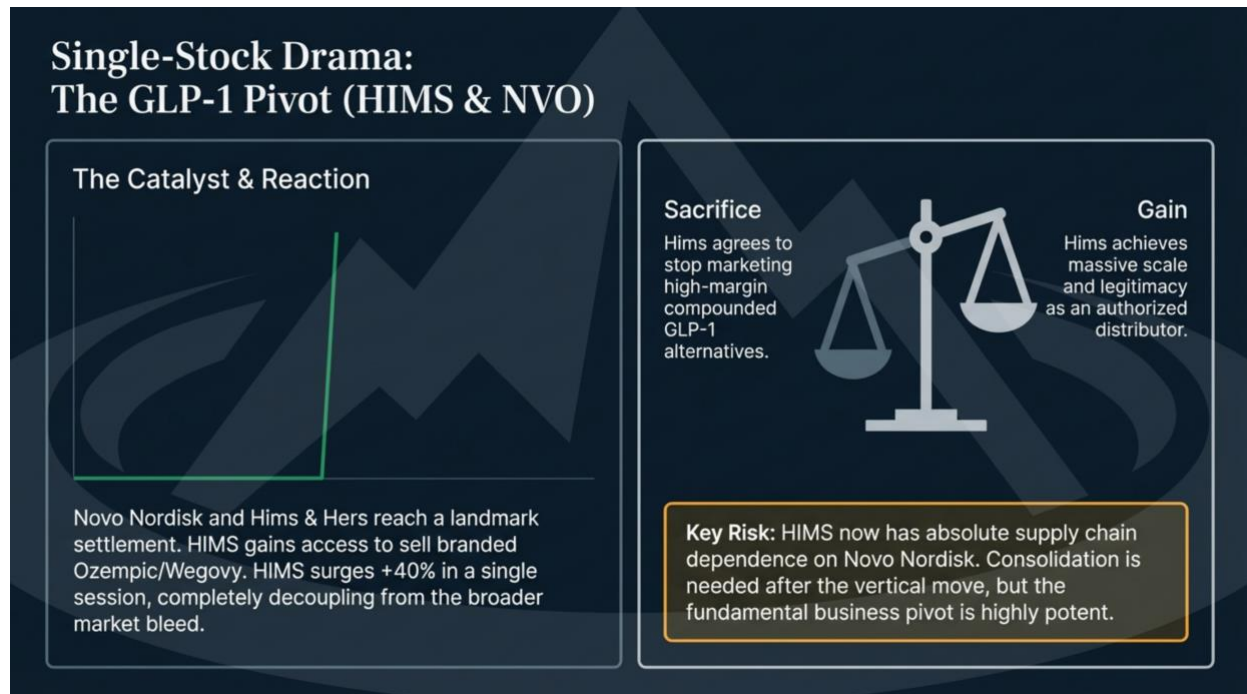 Single-Stock Drama:
The GLP-1 Pivot (HIMS & NVO)
The Catalyst & Reaction
Novo Nordisk and Hims & Hers reach a landmark
settlement. HIMS gains access to sell branded
Ozempic/Wegovy. HIMS surges +40% in a single
session, completely decoupling from the broader
market bleed.
Sacrifice
Hims agrees to
stop marketing
high-margin
compounded
GLP-1
alternatives.
Gain
Hims achieves
massive scale
and legitimacy
as an authorized
distributor.
Key Risk: HIMS now has absolute supply chain
dependence on Novo Nordisk. Consolidation is
needed after the vertical move, but the
fundamental business pivot is highly potent.